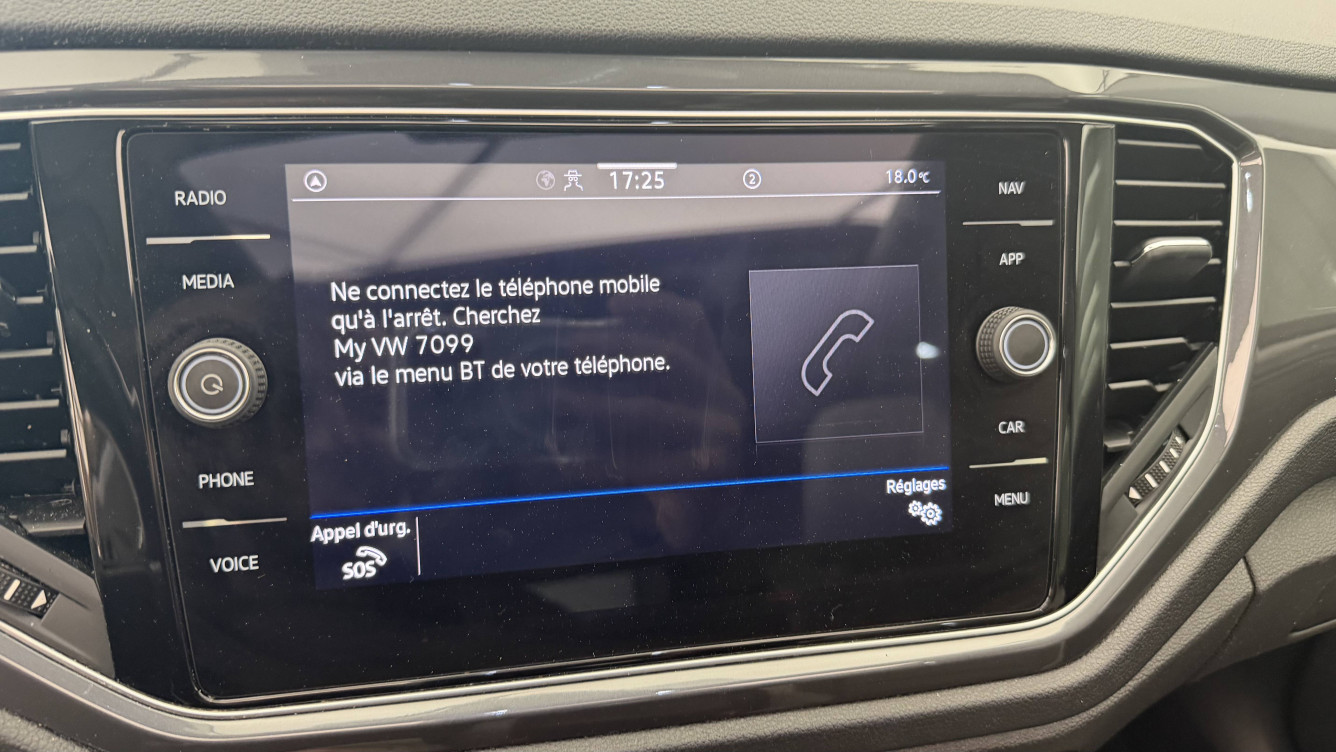 RADIO
MEDIA
PHONE
VOICE
17:25
2
18.0°C
Ne connectez le téléphone mobile
qu'à l'arrêt. Cherchez
My VW 7099
via le menu BT de votre téléphone.
Appel d'urg.
SOS
Réglages
NAV
APP
CAR
MENU